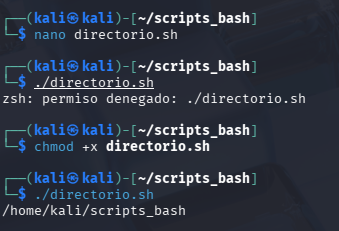 ┌──(kali㉿kali)-[~/scripts_bash]
└─$ nano directorio.sh
┌──(kali㉿kali)-[~/scripts_bash]
└─$ ./directorio.sh
zsh: permiso denegado: ./directorio.sh
┌──(kali㉿kali)-[~/scripts_bash]
└─$ chmod +x directorio.sh
┌──(kali㉿kali)-[~/scripts_bash]
└─$ ./directorio.sh
/home/kali/scripts_bash